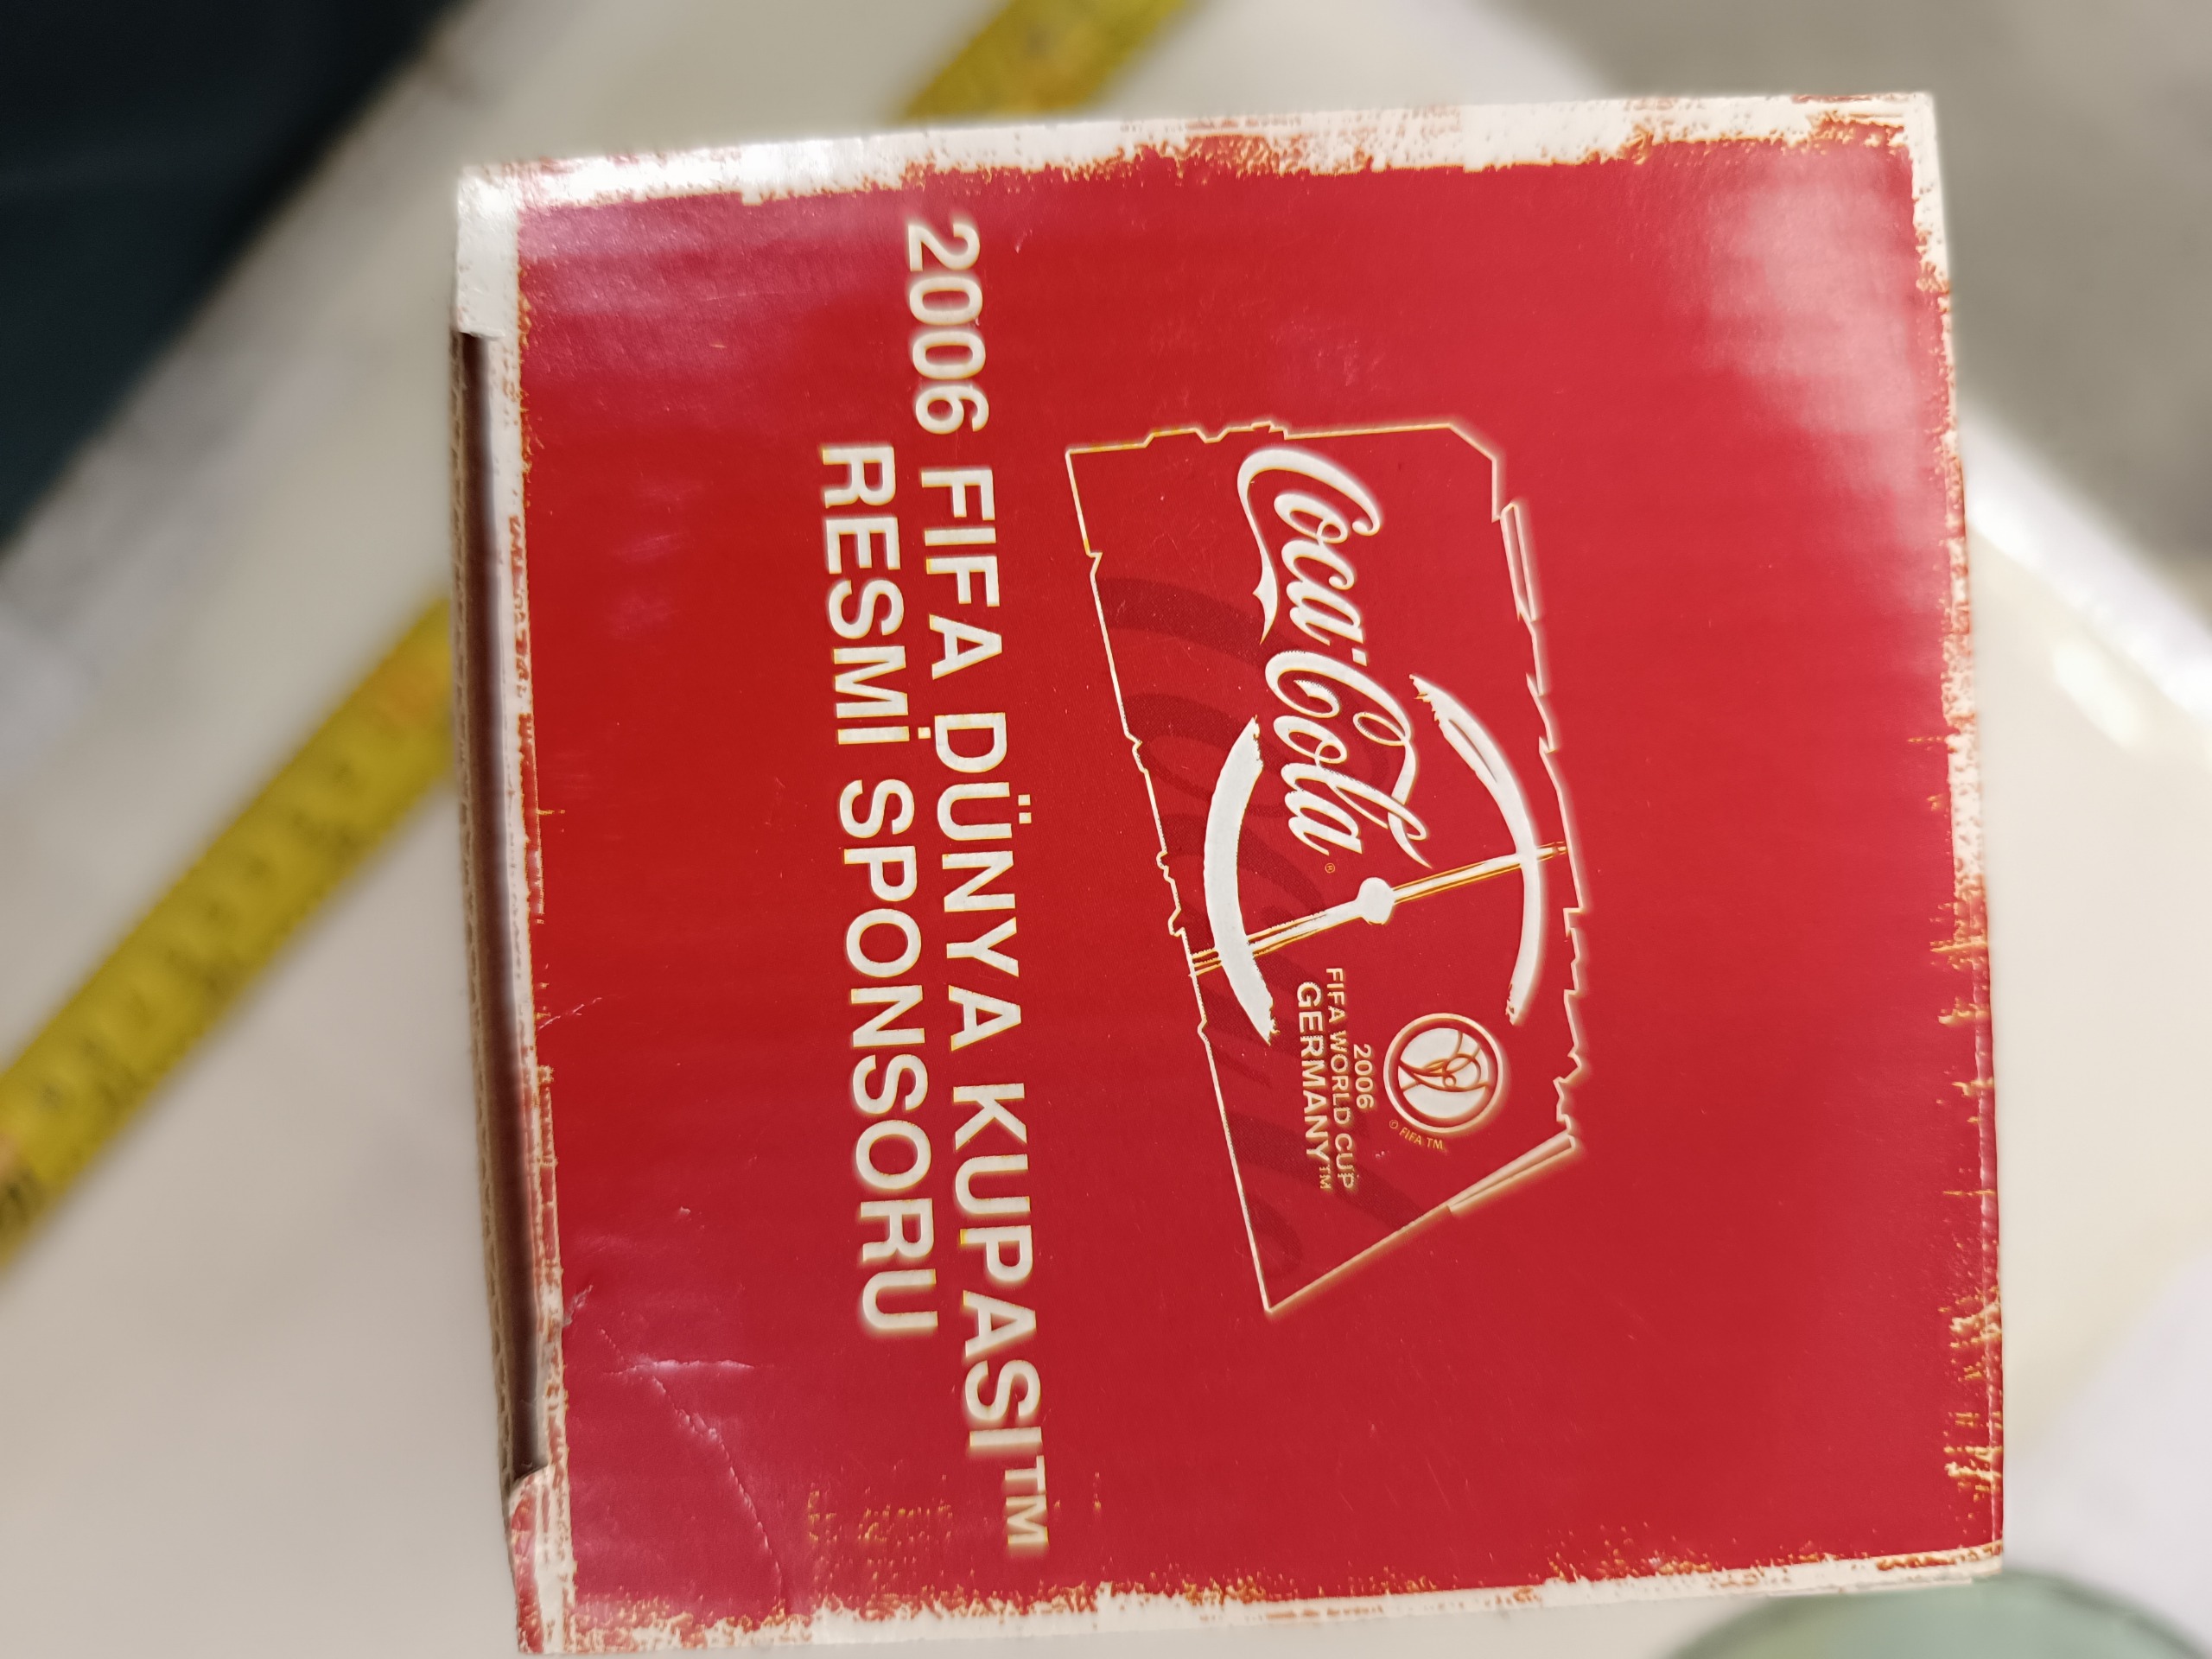 Coca-Cola ®
© FIFA TM
2006
FIFA WORLD CUP
GERMANY™
2006 FIFA DÜNYA KUPASI™
RESMİ SPONSORU